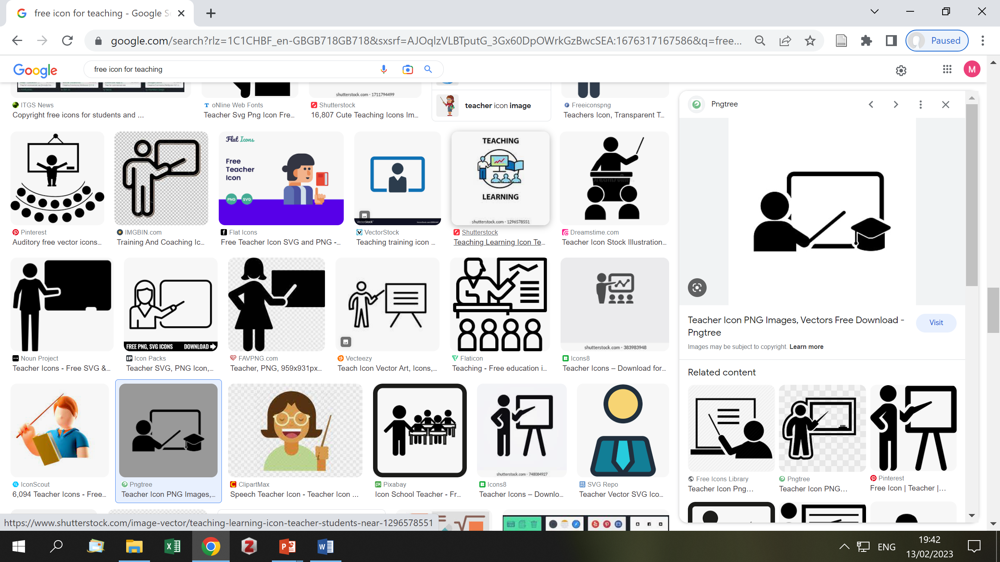 free icon for teaching - Google Se
google.com/search?rlz=1C1CHBF_en-GBGB718GB718&sxsrf=AJOqlzVLBTputG_3Gx60DpOWrkGzBwcSEA:1676317167586&q=free...
Paused
Google
free icon for teaching
M
shutterstock.com · 1711794499
teacher icon image
ITGS News
Copyright free icons for students and ...
oNline Web Fonts
Teacher Svg Png Icon Fre...
Shutterstock
16,807 Cute Teaching Icons Im...
Freeiconspng
Teachers Icon, Transparent T...
Flat Icons
Free
Teacher
Icon
PNG
SVG
VectorStock
TEACHING
LEARNING
shutterstock.com · 1296578551
Pinterest
Auditory free vector icons...
IMGBIN.com
Training And Coaching Ic...
Flat Icons
Free Teacher Icon SVG and PNG -...
VectorStock
Teaching training icon ...
Shutterstock
Teaching Learning Icon Te...
Dreamstime.com
Teacher Icon Stock Illustration...
FREE PNG, SVG ICONS DOWNLOAD
shutterstock.com · 383983948
Noun Project
Teacher Icons - Free SVG &...
Icon Packs
Teacher SVG, PNG Icon,...
FAVPNG.com
Teacher, PNG, 959x931px...
Vecteezy
Teach Icon Vector Art, Icons,...
Flaticon
Teaching - Free education i...
Icons8
Teacher Icons – Download for...
shutterstock.com · 748084927
IconScout
6,094 Teacher Icons - Free...
Pngtree
Teacher Icon PNG Images,...
ClipartMax
Speech Teacher Icon - Teacher Icon ...
Pixabay
Icon School Teacher - Fr...
Icons8
Teacher Icons – Downlo...
SVG Repo
Teacher Vector SVG Ico...
Pngtree
Teacher Icon PNG Images, Vectors Free Download -
Pngtree
Visit
Images may be subject to copyright. Learn more
Related content
Free Icons Library
Teacher Icon Png...
Pngtree
Teacher Icon PNG...
Pinterest
Free Icon | Teacher |...
https://www.shutterstock.com/image-vector/teaching-learning-icon-teacher-students-near-1296578551
ENG
19:42
13/02/2023